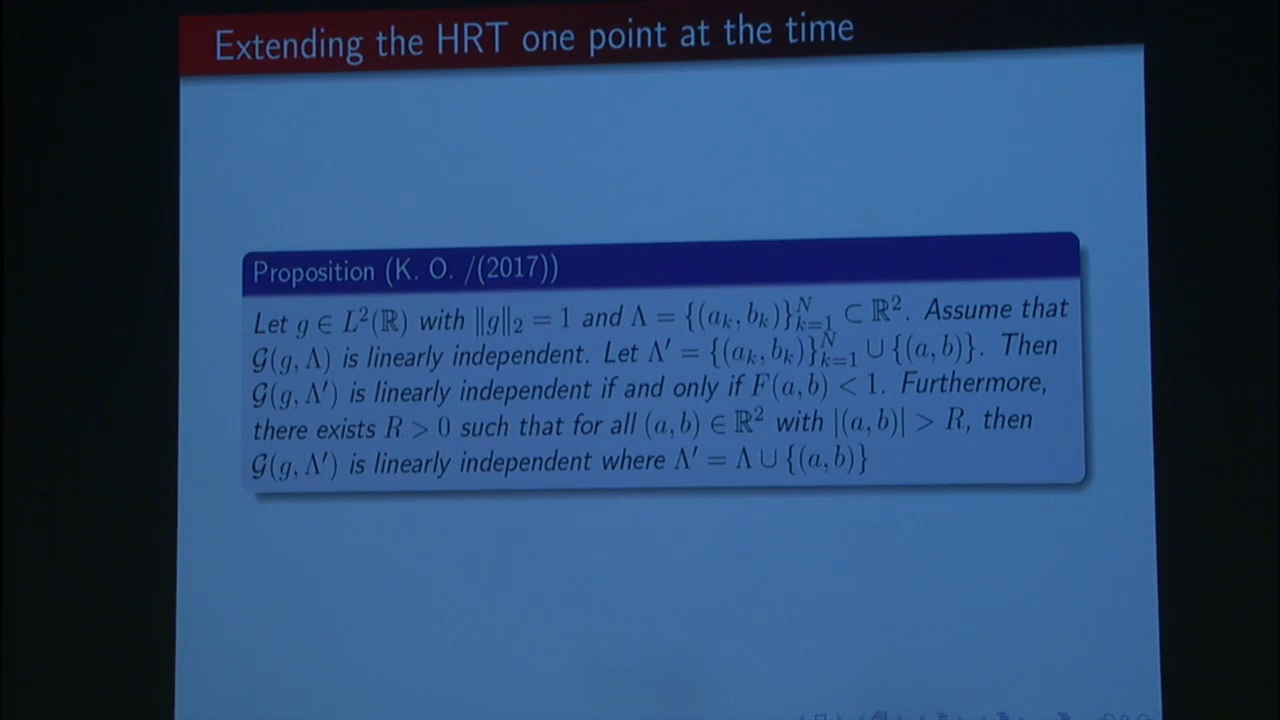 Extending the HRT one point at the time
Proposition (K. O. /(2017))
Let g ∈ L²(ℝ) with ‖g‖₂ = 1 and Λ = {(aₖ, bₖ)}ᴺₖ₌₁ ⊂ ℝ². Assume that
𝒢(g, Λ) is linearly independent. Let Λ′ = {(aₖ, bₖ)}ᴺₖ₌₁ ∪ {(a, b)}. Then
𝒢(g, Λ′) is linearly independent if and only if F(a, b) < 1. Furthermore,
there exists R > 0 such that for all (a, b) ∈ ℝ² with |(a, b)| > R, then
𝒢(g, Λ′) is linearly independent where Λ′ = Λ ∪ {(a, b)}